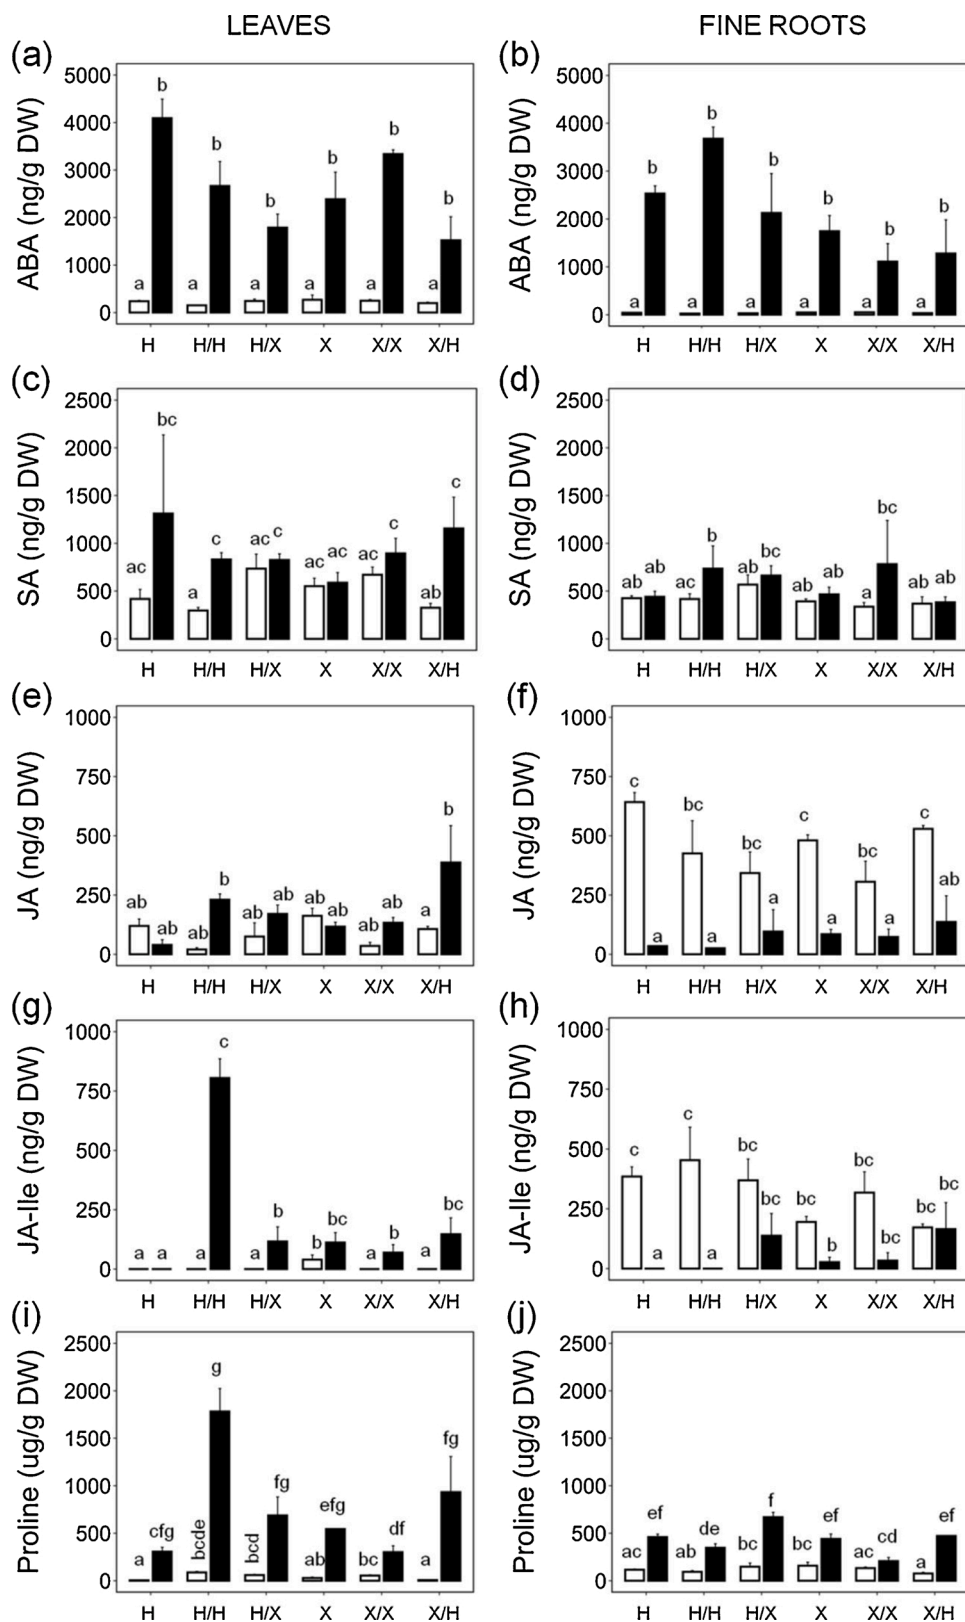 LEAVES FINE ROOTS
(a) (b)
ABA (ng/g DW)
5000
4000
3000
2000
1000
0
a b a b a b a b a b a b
H H/H H/X X X/X X/H
ABA (ng/g DW)
5000
4000
3000
2000
1000
0
a b a b a b a b a b a b
H H/H H/X X X/X X/H
(c) (d)
SA (ng/g DW)
2500
2000
1500
1000
500
0
ac bc a c ac c ac ac ac c ab c
H H/H H/X X X/X X/H
SA (ng/g DW)
2500
2000
1500
1000
500
0
ab ab ac b ab bc ab ab a bc ab ab
H H/H H/X X X/X X/H
(e) (f)
JA (ng/g DW)
1000
750
500
250
0
ab ab ab b ab ab ab ab ab ab a b
H H/H H/X X X/X X/H
JA (ng/g DW)
1000
750
500
250
0
c a bc a bc a c a bc a c ab
H H/H H/X X X/X X/H
(g) (h)
JA-Ile (ng/g DW)
1000
750
500
250
0
a a a c a b b bc a b a bc
H H/H H/X X X/X X/H
JA-Ile (ng/g DW)
1000
750
500
250
0
c a c a bc bc bc b bc bc bc bc
H H/H H/X X X/X X/H
(i) (j)
Proline (ug/g DW)
2500
2000
1500
1000
500
0
a cfg bcde g bcd fg ab efg bc df a fg
H H/H H/X X X/X X/H
Proline (ug/g DW)
2500
2000
1500
1000
500
0
ac ef ab de bc f bc ef ac cd a ef
H H/H H/X X X/X X/H